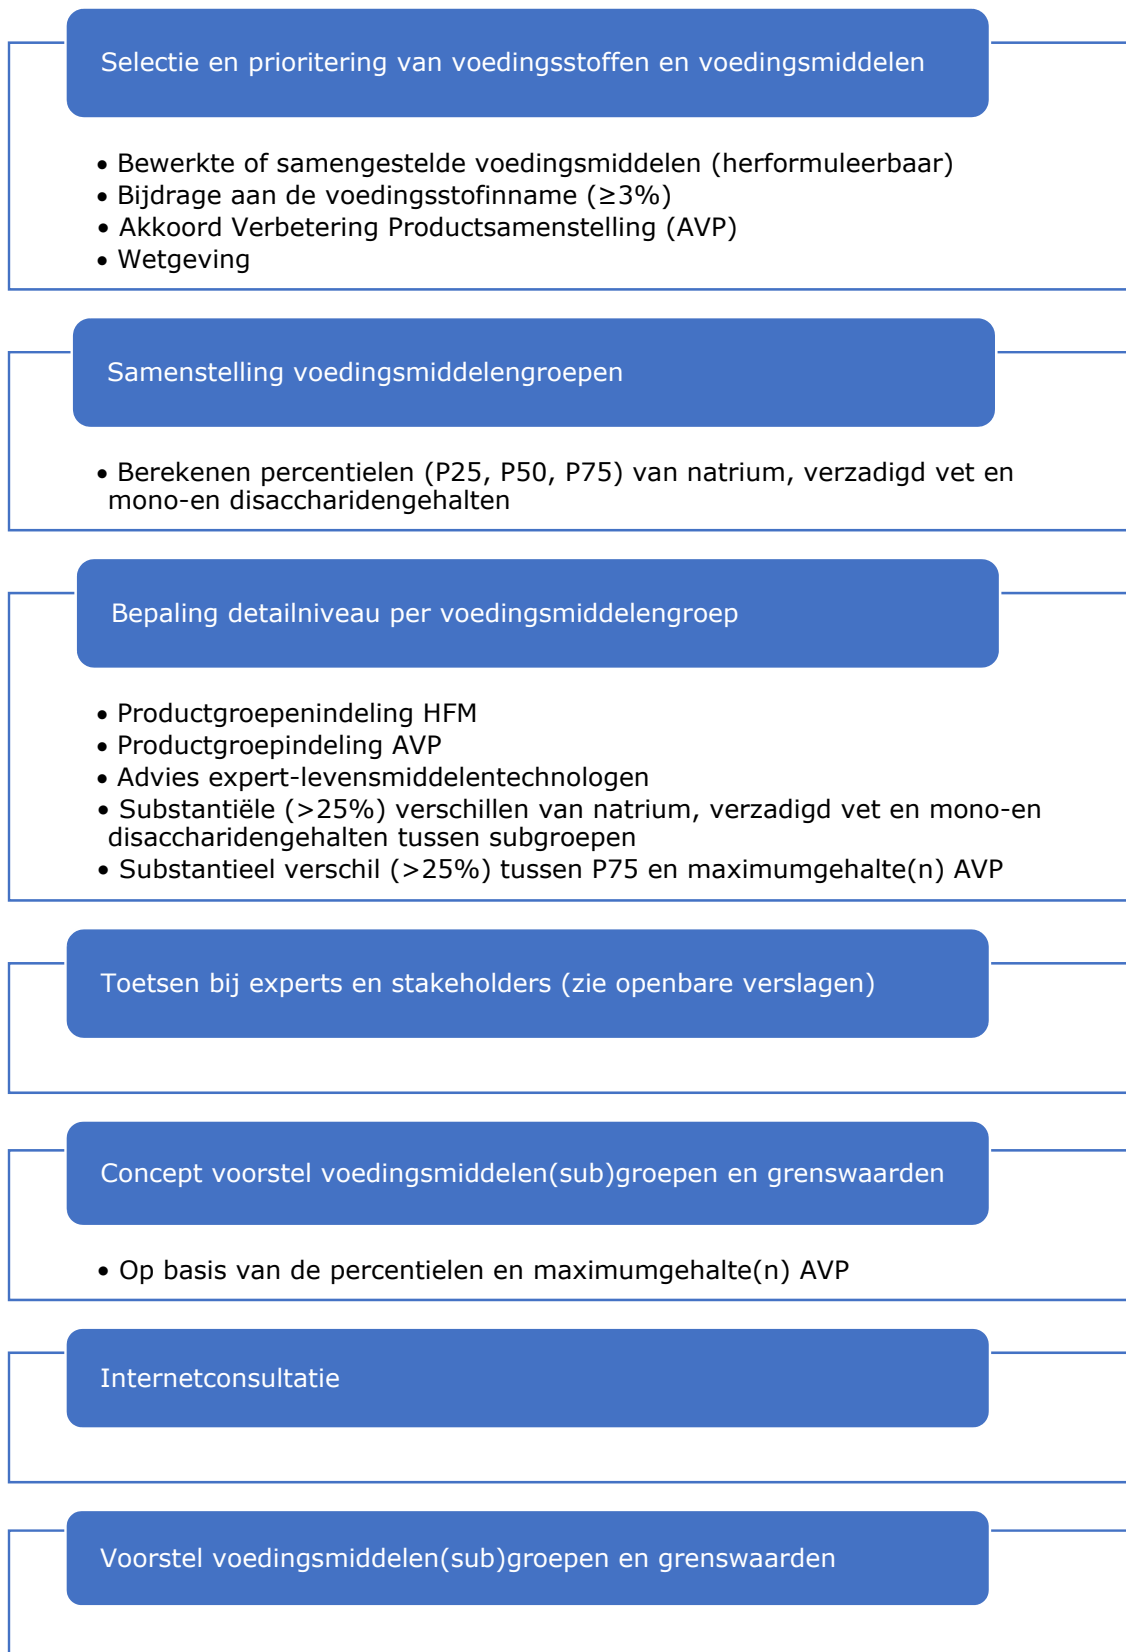 Selectie en prioritering van voedingsstoffen en voedingsmiddelen
• Bewerkte of samengestelde voedingsmiddelen (herformuleerbaar)
• Bijdrage aan de voedingsstofinname (≥3%)
• Akkoord Verbetering Productsamenstelling (AVP)
• Wetgeving
Samenstelling voedingsmiddelengroepen
• Berekenen percentielen (P25, P50, P75) van natrium, verzadigd vet en
mono-en disaccharidengehalten
Bepaling detailniveau per voedingsmiddelengroep
• Productgroepenindeling HFM
• Productgroepindeling AVP
• Advies expert-levensmiddelentechnologen
• Substantiële (>25%) verschillen van natrium, verzadigd vet en mono-en
disaccharidengehalten tussen subgroepen
• Substantieel verschil (>25%) tussen P75 en maximumgehalte(n) AVP
Toetsen bij experts en stakeholders (zie openbare verslagen)
Concept voorstel voedingsmiddelen(sub)groepen en grenswaarden
• Op basis van de percentielen en maximumgehalte(n) AVP
Internetconsultatie
Voorstel voedingsmiddelen(sub)groepen en grenswaarden